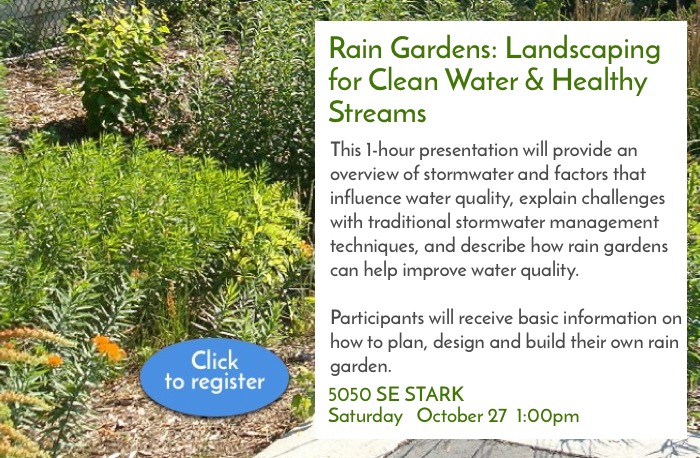 Rain Gardens: Landscaping
for Clean Water & Healthy
Streams
This 1-hour presentation will provide an
overview of stormwater and factors that
influence water quality, explain challenges
with traditional stormwater management
techniques, and describe how rain gardens
can help improve water quality.
Participants will receive basic information on
how to plan, design and build their own rain
garden.
5050 SE STARK
Saturday October 27 1:00pm
Click
to register